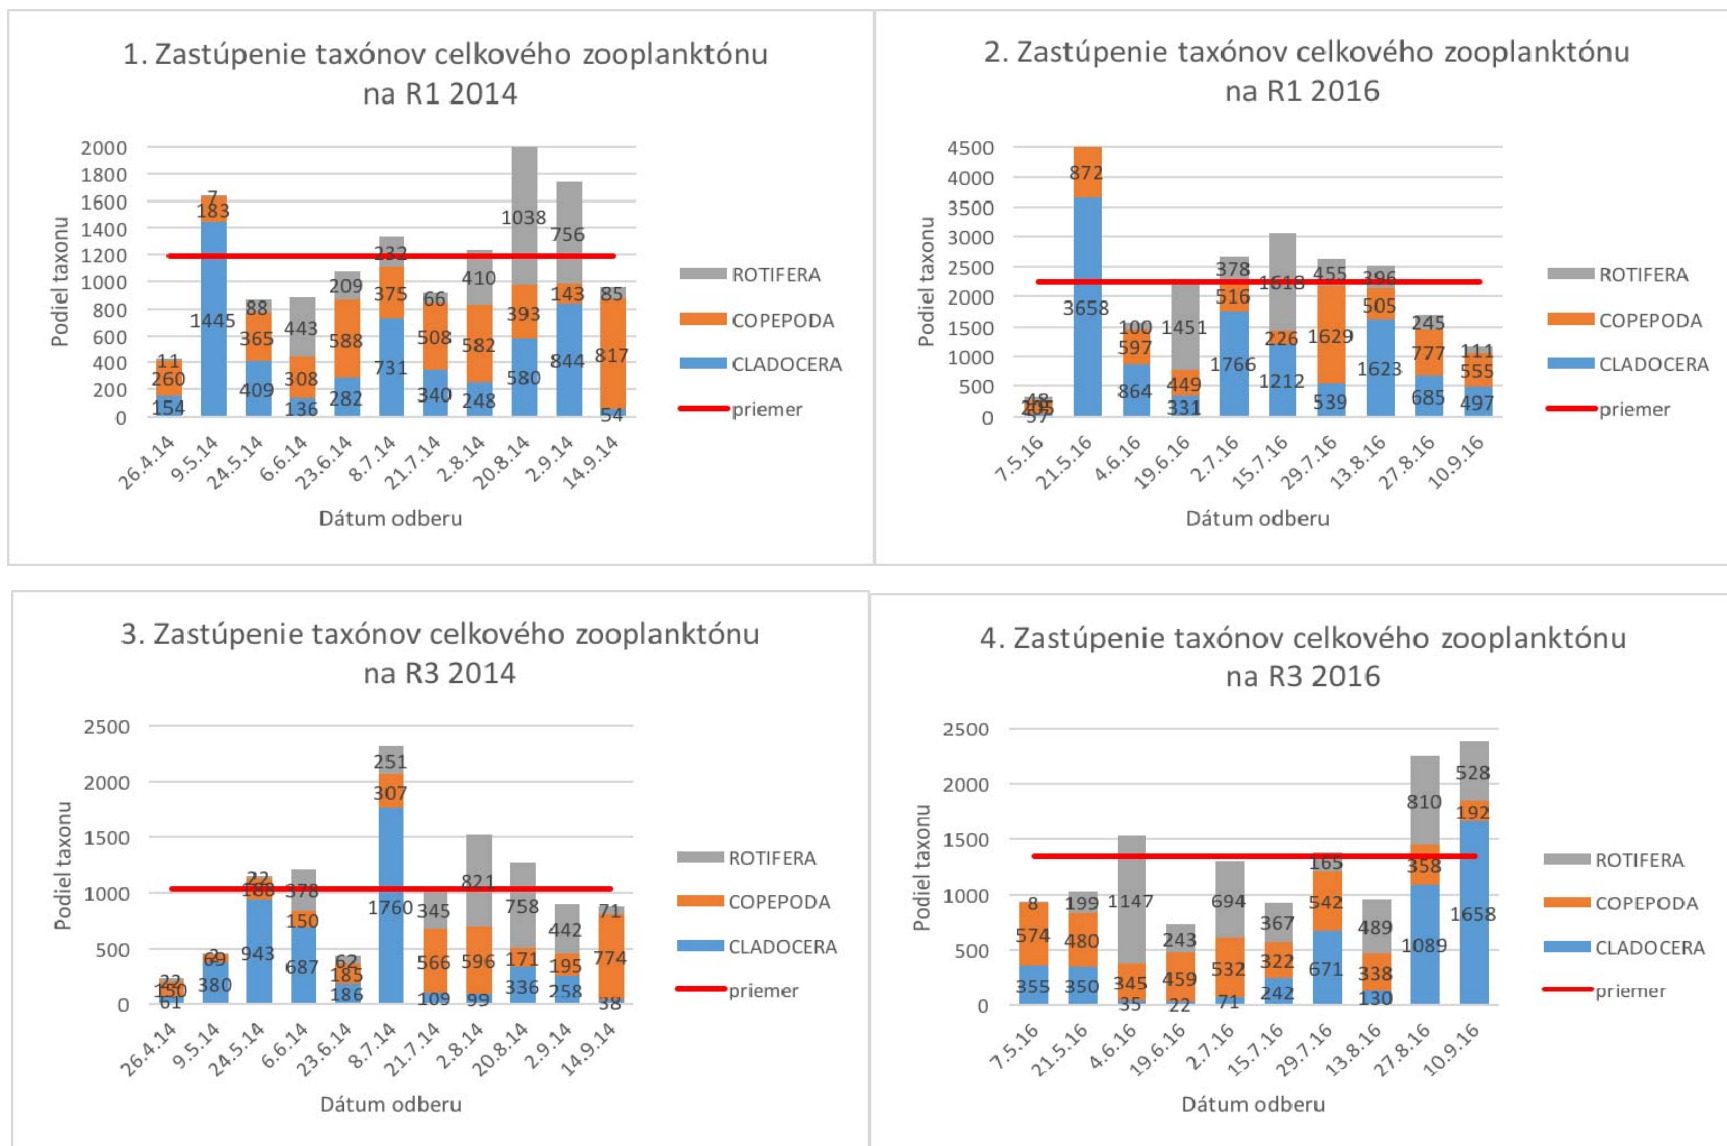 1. Zastúpenie taxónov celkového zooplanktónu
na R1 2014
Podiel taxonu
2000
1800
1600
1400
1200
1000
800
600
400
200
0
11 7 88 443 209 232 66 410 1038 756 85
260 183 365 308 588 375 508 582 393 143 817
154 1445 409 136 282 731 340 248 580 844 54
26.4.14 9.5.14 24.5.14 6.6.14 23.6.14 8.7.14 21.7.14 2.8.14 20.8.14 2.9.14 14.9.14
Dátum odberu
ROTIFERA
COPEPODA
CLADOCERA
priemer
2. Zastúpenie taxónov celkového zooplanktónu
na R1 2016
Podiel taxonu
4500
4000
3500
3000
2500
2000
1500
1000
500
0
48 100 1451 378 1618 455 396 245 111
872 597 449 516 226 1629 505 777 555
3658 864 331 1766 1212 539 1623 685 497
7.5.16 21.5.16 4.6.16 19.6.16 2.7.16 15.7.16 29.7.16 13.8.16 27.8.16 10.9.16
Dátum odberu
ROTIFERA
COPEPODA
CLADOCERA
priemer
3. Zastúpenie taxónov celkového zooplanktónu
na R3 2014
Podiel taxonu
2500
2000
1500
1000
500
0
22 2 22 378 62 251 345 821 758 442 71
150 69 188 150 185 307 566 596 171 195 774
61 380 943 687 186 1760 109 99 336 258 38
26.4.14 9.5.14 24.5.14 6.6.14 23.6.14 8.7.14 21.7.14 2.8.14 20.8.14 2.9.14 14.9.14
Dátum odberu
ROTIFERA
COPEPODA
CLADOCERA
priemer
4. Zastúpenie taxónov celkového zooplanktónu
na R3 2016
Podiel taxonu
2500
2000
1500
1000
500
0
8 199 1147 243 694 367 165 489 810 528
574 480 345 459 532 322 542 338 358 192
355 350 35 22 71 242 671 130 1089 1658
7.5.16 21.5.16 4.6.16 19.6.16 2.7.16 15.7.16 29.7.16 13.8.16 27.8.16 10.9.16
Dátum odberu
ROTIFERA
COPEPODA
CLADOCERA
priemer